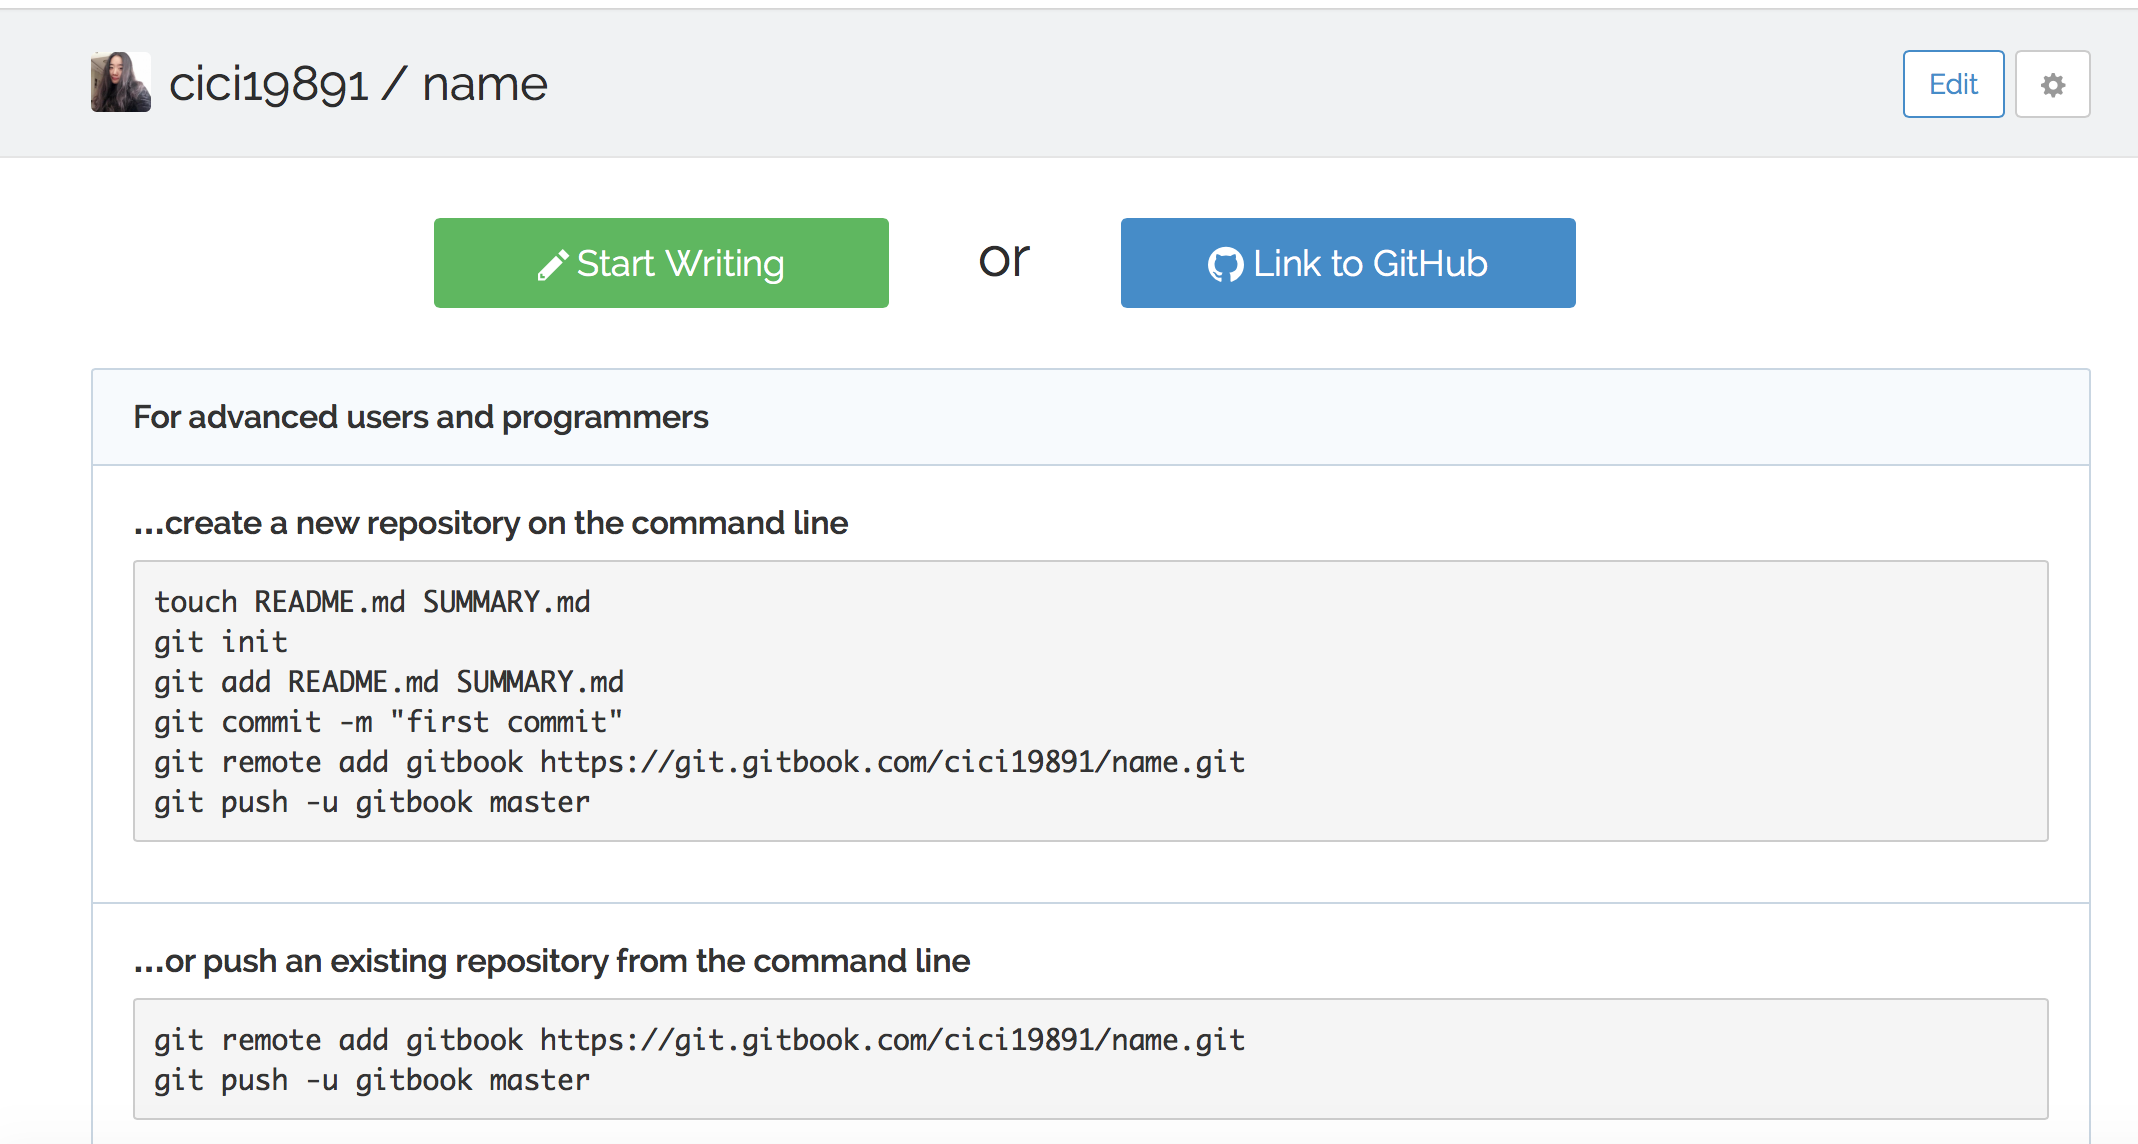 cici19891 / name
Edit
Start Writing
or
Link to GitHub
For advanced users and programmers
...create a new repository on the command line
touch README.md SUMMARY.md
git init
git add README.md SUMMARY.md
git commit -m "first commit"
git remote add gitbook https://git.gitbook.com/cici19891/name.git
git push -u gitbook master
...or push an existing repository from the command line
git remote add gitbook https://git.gitbook.com/cici19891/name.git
git push -u gitbook master